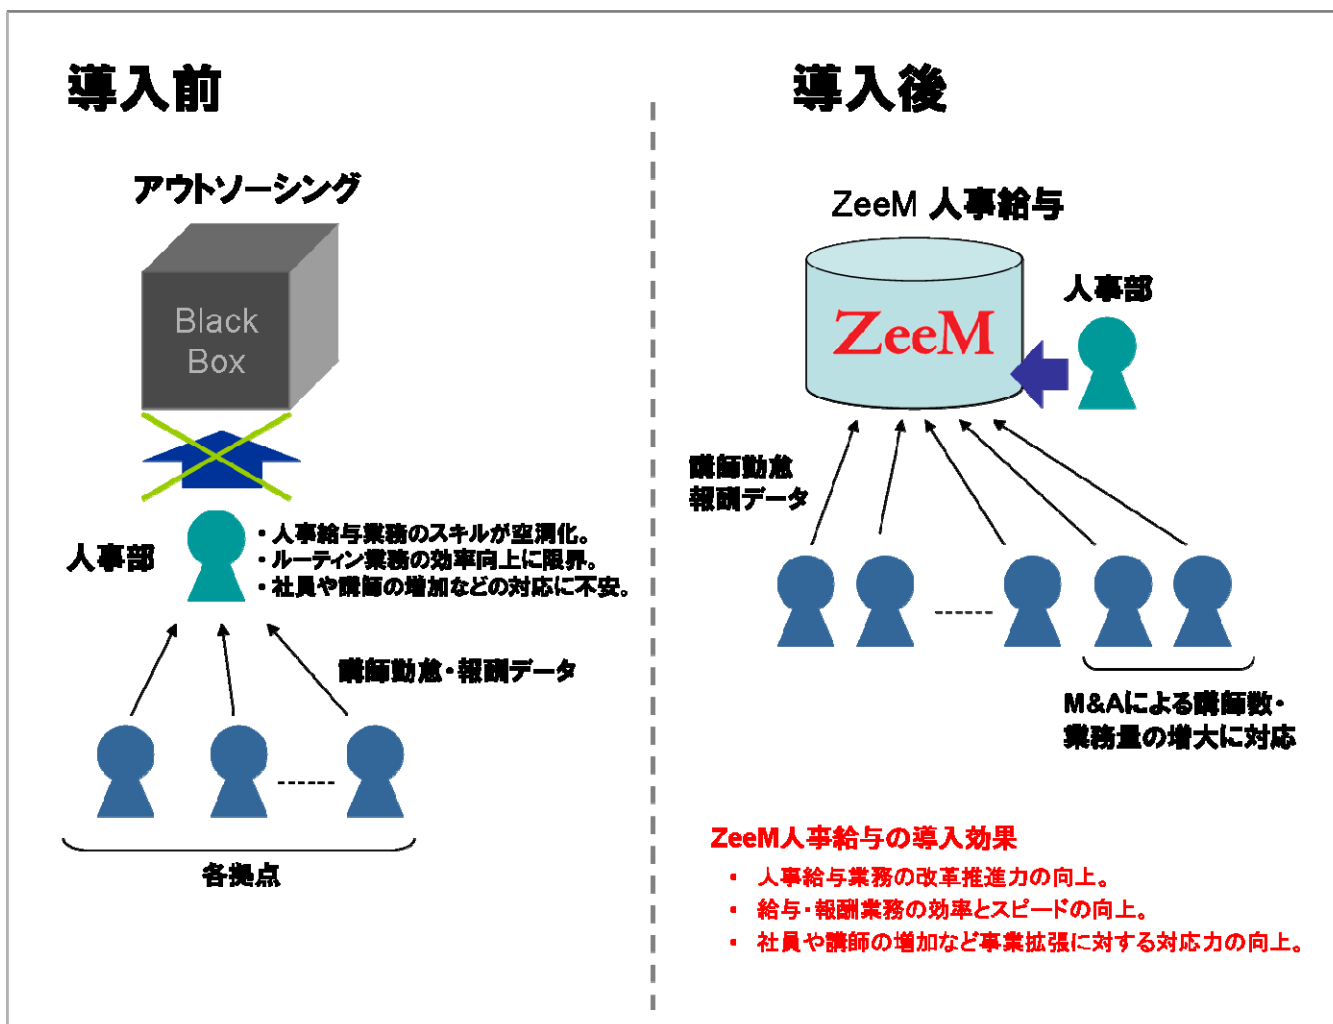 導入前
アウトソーシング
Black
Box
人事部
・人事給与業務のスキルが空洞化。
・ルーティン業務の効率向上に限界。
・社員や講師の増加などの対応に不安。
講師勤怠・報酬データ
各拠点
導入後
ZeeM 人事給与
ZeeM
人事部
講師勤怠
報酬データ
M&Aによる講師数・
業務量の増大に対応
ZeeM人事給与の導入効果
・ 人事給与業務の改革推進力の向上。
・ 給与・報酬業務の効率とスピードの向上。
・ 社員や講師の増加など事業拡張に対する対応力の向上。